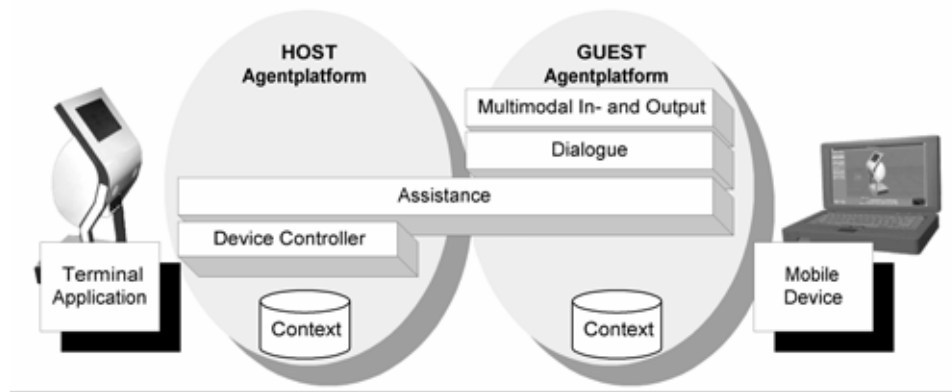 HOST
Agentplatform
GUEST
Agentplatform
Multimodal In- and Output
Dialogue
Assistance
Device Controller
Terminal
Application
Mobile
Device
Context
Context